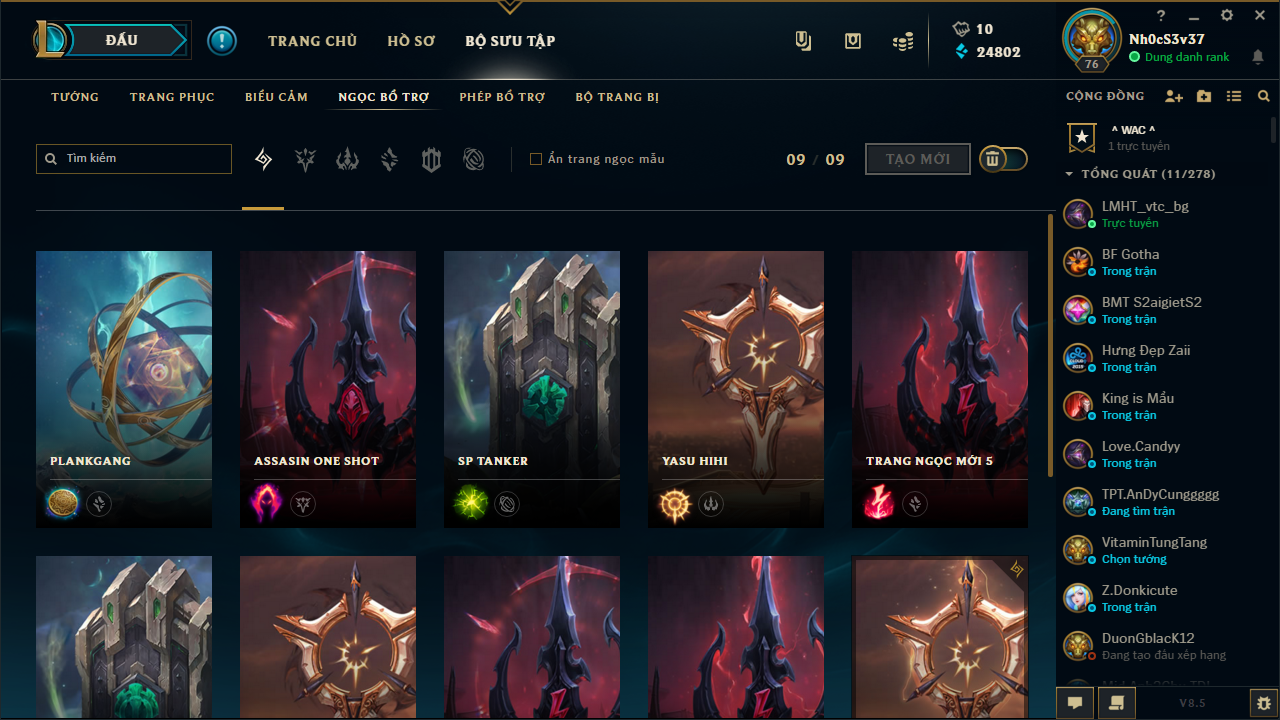 ĐẤU
TRANG CHỦ
HỒ SƠ
BỘ SƯU TẬP
10
24802
?
76
Nh0cS3v37
Dung danh rank
TƯỚNG
TRANG PHỤC
BIỂU CẢM
NGỌC BỔ TRỢ
PHÉP BỔ TRỢ
BỘ TRANG BỊ
Tìm kiếm
Ẩn trang ngọc mẫu
09 / 09
TẠO MỚI
PLANKGANG
ASSASIN ONE SHOT
SP TANKER
YASU HIHI
TRANG NGỌC MỚI 5
CỘNG ĐỒNG
^ WAC ^
1 trực tuyến
TỔNG QUÁT (11/278)
LMHT_vtc_bg
Trực tuyến
BF Gotha
Trong trận
BMT S2aigietS2
Trong trận
Hưng Đẹp Zaii
Trong trận
King is Mẩu
Trong trận
Love.Candyy
Trong trận
TPT.AnDyCunggggg
Đang tìm trận
VitaminTungTang
Chọn tướng
Z.Donkicute
Trong trận
DuonGblacK12
Đang tạo đấu xếp hạng
V8.5